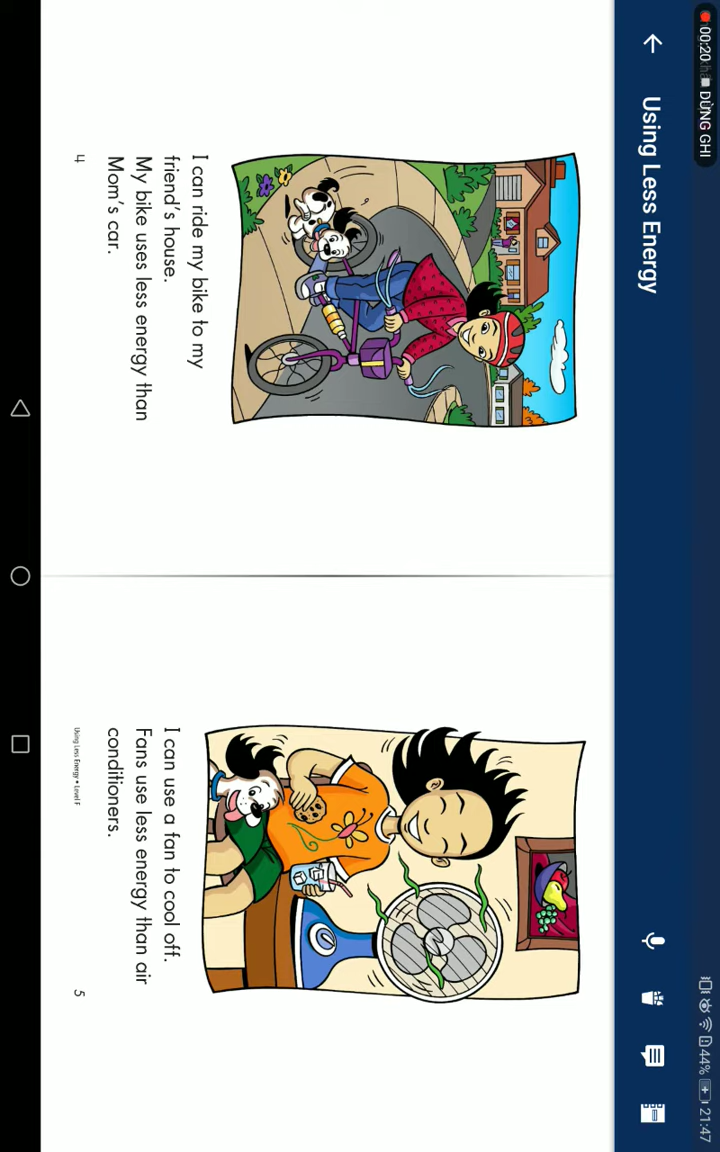 00:20 DỪNG GHI
44% 21:47
Using Less Energy
I can ride my bike to my
friend's house.
My bike uses less energy than
Mom's car.
4
I can use a fan to cool off.
Fans use less energy than air
conditioners.
Using Less Energy • Level F
5